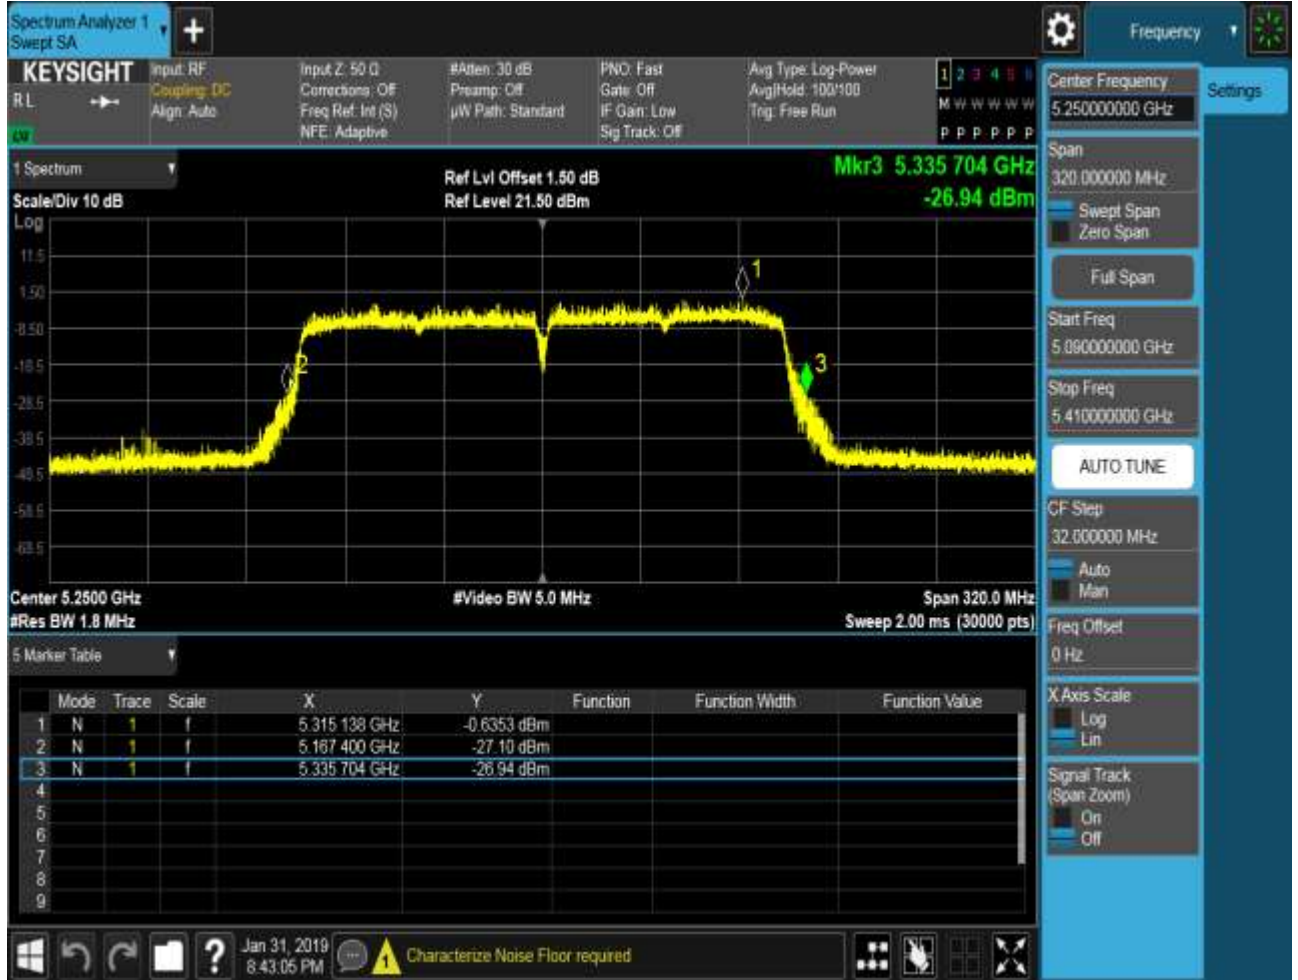 Spectrum Analyzer 1
Swept SA
+
Frequency
KEYSIGHT
RL
Input: RF
Coupling: DC
Align: Auto
Input Z: 50 Ω
Corrections: Off
Freq Ref: Int (S)
NFE: Adaptive
#Atten: 30 dB
Preamp: Off
µW Path: Standard
PNO: Fast
Gate: Off
IF Gain: Low
Sig Track: Off
Avg Type: Log-Power
Avg|Hold: 100/100
Trig: Free Run
1 2 3 4 5 6
M W W W W W
P P P P P P
1 Spectrum
Scale/Div 10 dB
Log
Ref Lvl Offset 1.50 dB
Ref Level 21.50 dBm
Mkr3 5.335 704 GHz
-26.94 dBm
11.5
1.50
-8.50
-18.5
-28.5
-38.5
-48.5
-58.5
-68.5
1
2
3
Center 5.2500 GHz
#Res BW 1.8 MHz
#Video BW 5.0 MHz
Span 320.0 MHz
Sweep 2.00 ms (30000 pts)
5 Marker Table
Mode Trace Scale X Y Function Function Width Function Value
1 N 1 f 5.315 138 GHz -0.6353 dBm
2 N 1 f 5.167 400 GHz -27.10 dBm
3 N 1 f 5.335 704 GHz -26.94 dBm
4
5
6
7
8
9
Center Frequency
5.250000000 GHz
Settings
Span
320.000000 MHz
Swept Span
Zero Span
Full Span
Start Freq
5.090000000 GHz
Stop Freq
5.410000000 GHz
AUTO TUNE
CF Step
32.000000 MHz
Auto
Man
Freq Offset
0 Hz
X Axis Scale
Log
Lin
Signal Track
(Span Zoom)
On
Off
?
Jan 31, 2019
8:43:05 PM
1
Characterize Noise Floor required